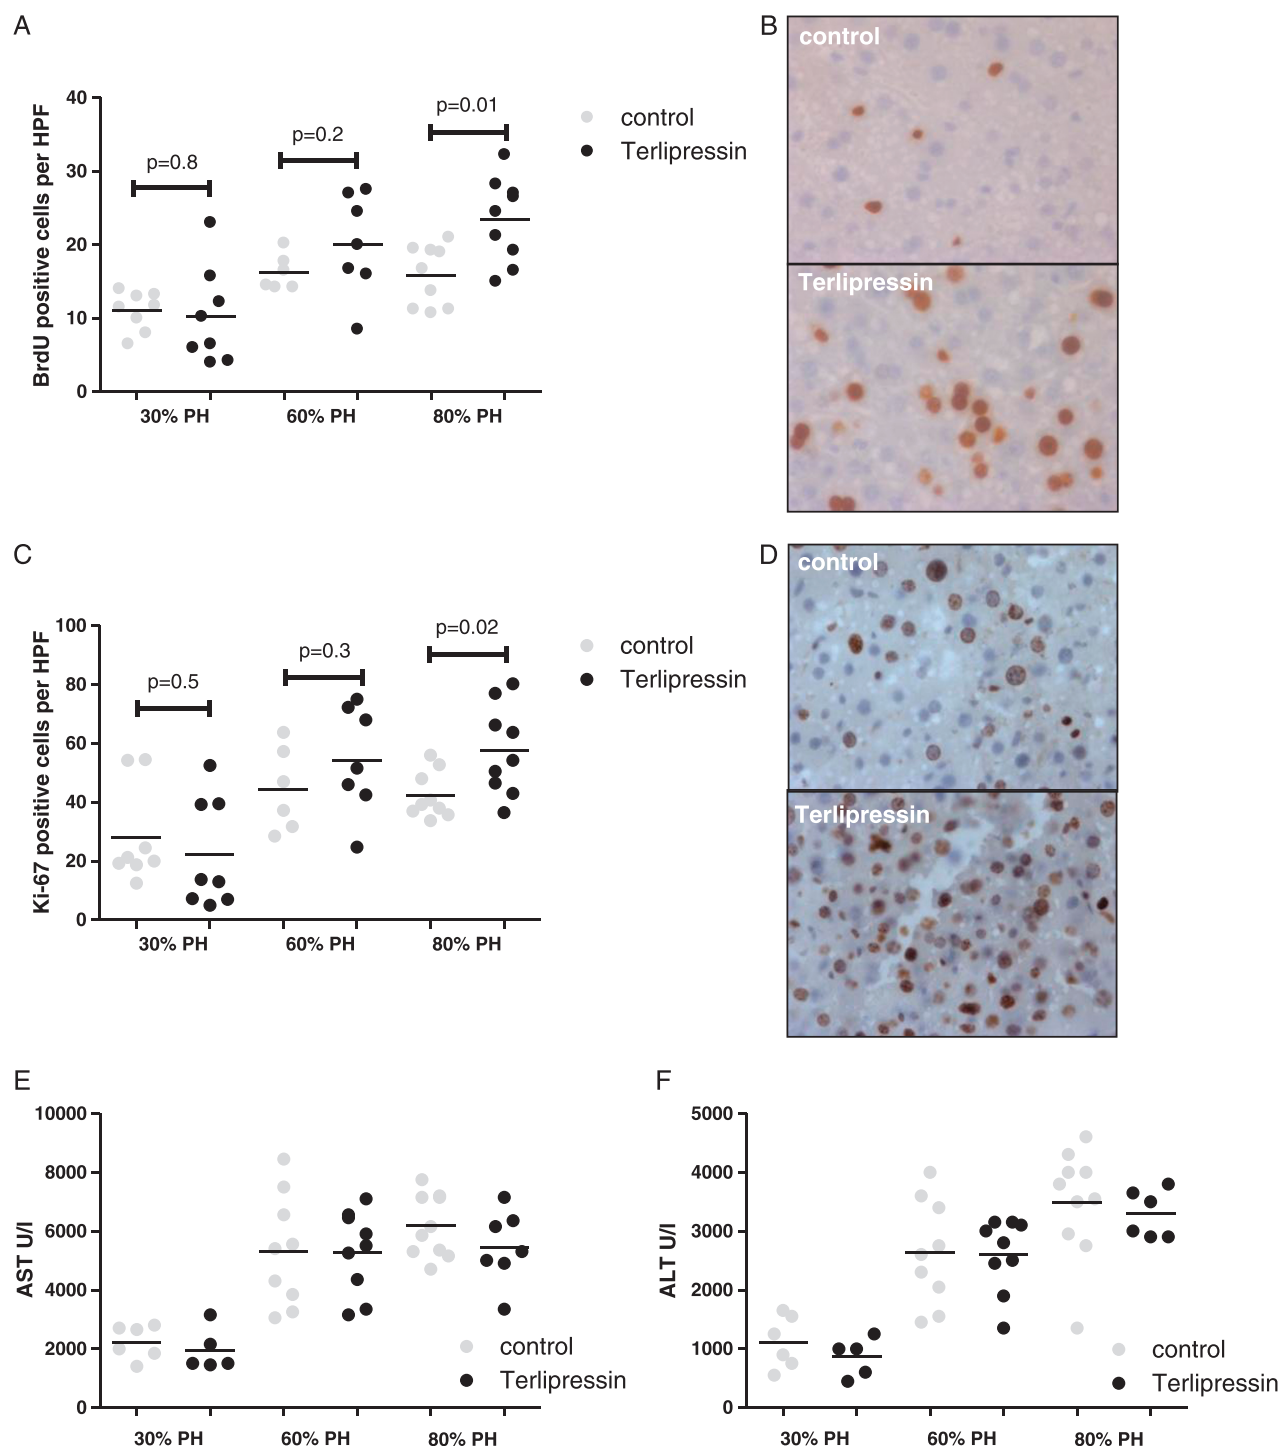 A
BrdU positive cells per HPF
40
30
20
10
0
p=0.8
p=0.2
p=0.01
30% PH
60% PH
80% PH
control
Terlipressin
B
control
Terlipressin
C
Ki-67 positive cells per HPF
100
80
60
40
20
0
p=0.5
p=0.3
p=0.02
30% PH
60% PH
80% PH
control
Terlipressin
D
control
Terlipressin
E
AST U/l
10000
8000
6000
4000
2000
0
30% PH
60% PH
80% PH
control
Terlipressin
F
ALT U/l
5000
4000
3000
2000
1000
0
30% PH
60% PH
80% PH
control
Terlipressin